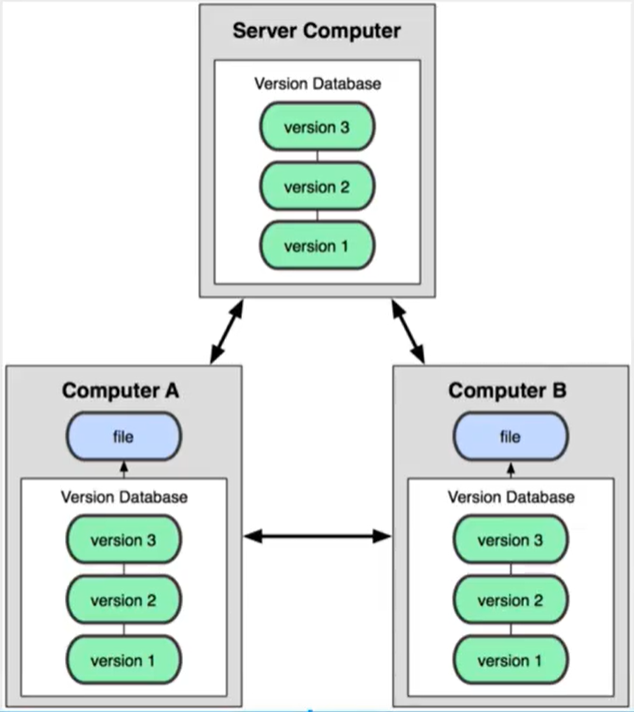 Server Computer
Version Database
version 3
version 2
version 1
Computer A
file
Version Database
version 3
version 2
version 1
Computer B
file
Version Database
version 3
version 2
version 1